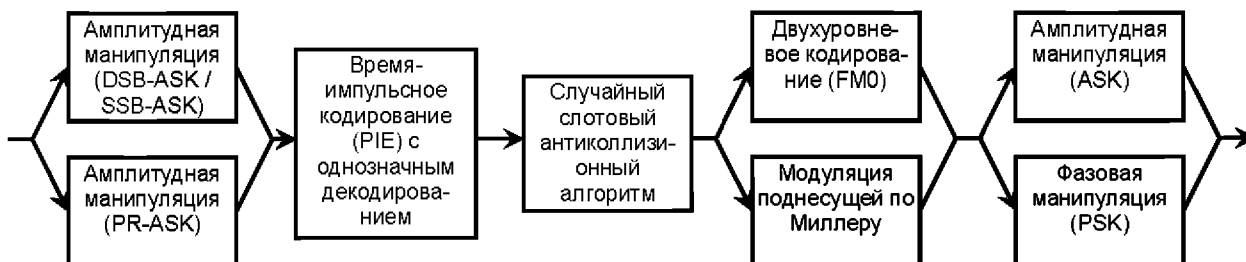 Амплитудная
манипуляция
(DSB-ASK /
SSB-ASK)
Амплитудная
манипуляция
(PR-ASK)
Время-
импульсное
кодирование
(PIE) с
однозначным
декодирова-
нием
Случайный
слотовый
антиколлизи-
онный
алгоритм
Двухуровне-
вое кодирова-
ние (FM0)
Модуляция
поднесущей по
Миллеру
Амплитудная
манипуляция
(ASK)
Фазовая
манипуляция
(PSK)